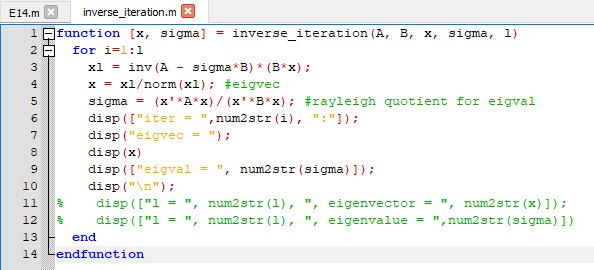 E14.m inverse_iteration.m
1 function [x, sigma] = inverse_iteration(A, B, x, sigma, l)
2 for i=1:l
3 xl = inv(A - sigma*B)*(B*x);
4 x = xl/norm(xl); #eigvec
5 sigma = (x'*A*x)/(x'*B*x); #rayleigh quotient for eigval
6 disp(["iter = ",num2str(i), ":"]);
7 disp("eigvec = ");
8 disp(x)
9 disp(["eigval = ", num2str(sigma)]);
10 disp("\n");
11 % disp(["l = ", num2str(l), ", eigenvector = ", num2str(x)]);
12 % disp(["l = ", num2str(l), ", eigenvalue = ",num2str(sigma)])
13 end
14 endfunction